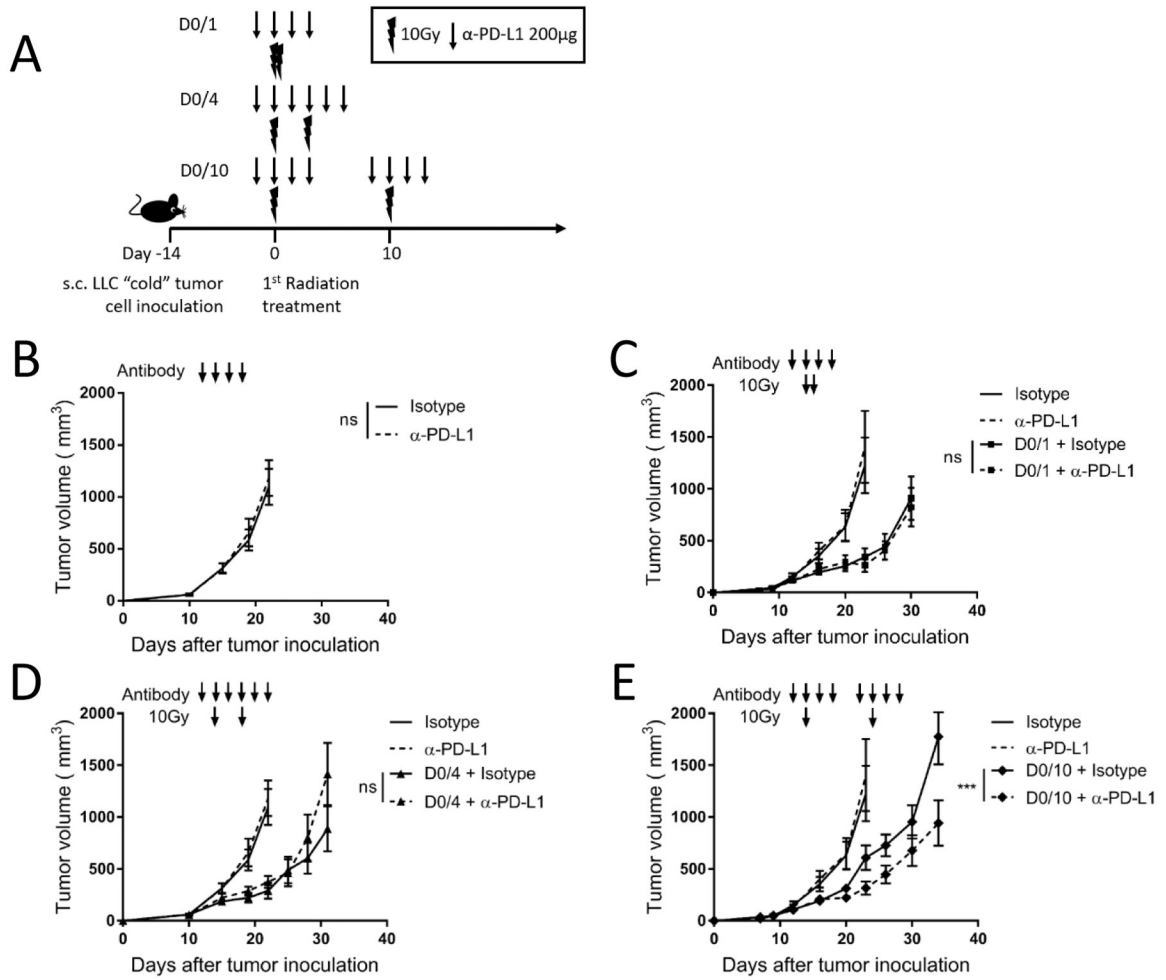 A
D0/1
10Gy α-PD-L1 200µg
D0/4
D0/10
Day -14 0 10
s.c. LLC “cold” tumor
cell inoculation
1st Radiation
treatment
B
Antibody
Tumor volume ( mm3)
2000
1500
1000
500
0
0 10 20 30 40
Days after tumor inoculation
ns
Isotype
α-PD-L1
C
Antibody
10Gy
Tumor volume ( mm3)
2000
1500
1000
500
0
0 10 20 30 40
Days after tumor inoculation
Isotype
α-PD-L1
ns
D0/1 + Isotype
D0/1 + α-PD-L1
D
Antibody
10Gy
Tumor volume ( mm3)
2000
1500
1000
500
0
0 10 20 30 40
Days after tumor inoculation
Isotype
α-PD-L1
ns
D0/4 + Isotype
D0/4 + α-PD-L1
E
Antibody
10Gy
Tumor volume ( mm3)
2000
1500
1000
500
0
0 10 20 30 40
Days after tumor inoculation
Isotype
α-PD-L1
***
D0/10 + Isotype
D0/10 + α-PD-L1